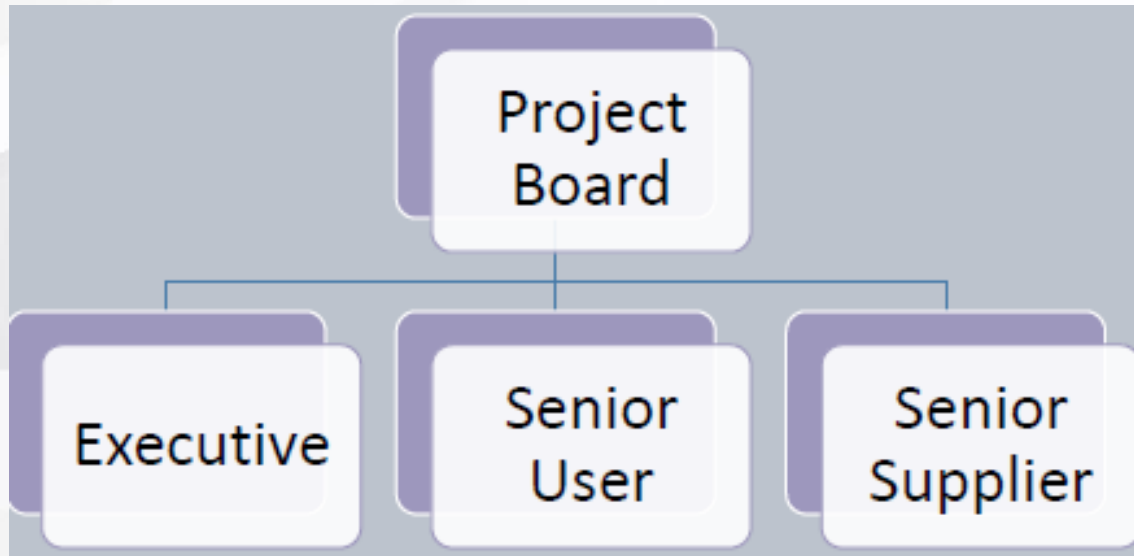 Project
Board
Executive
Senior
User
Senior
Supplier